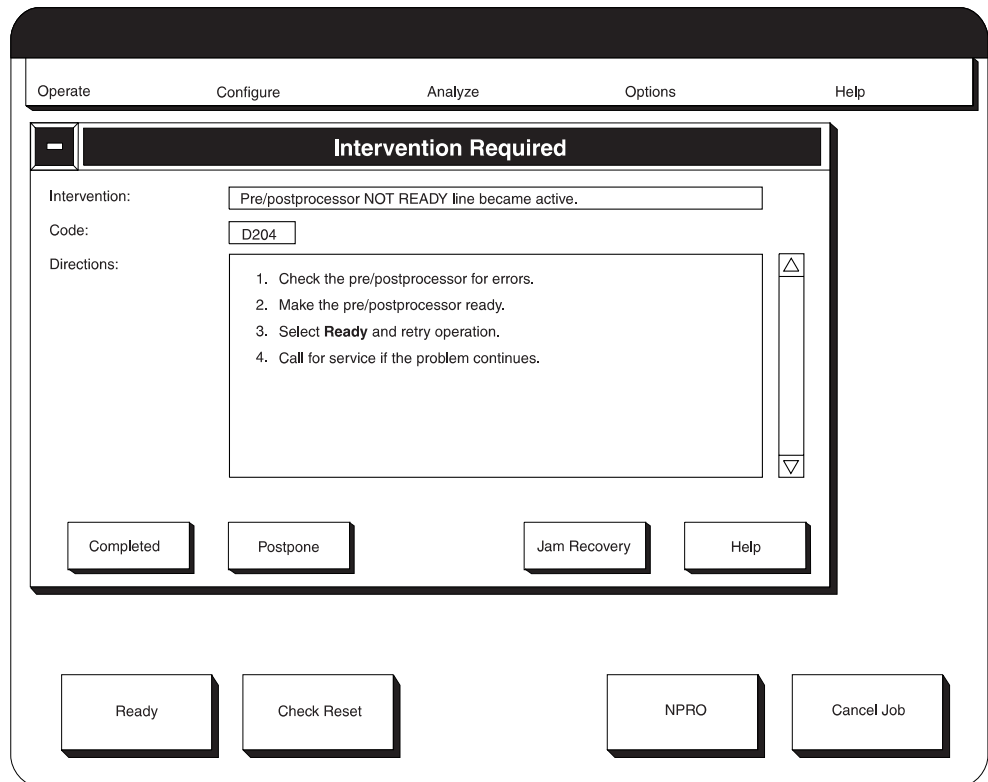 Operate Configure Analyze Options Help
Intervention Required
Intervention: Pre/postprocessor NOT READY line became active.
Code: D204
Directions:
1. Check the pre/postprocessor for errors.
2. Make the pre/postprocessor ready.
3. Select Ready and retry operation.
4. Call for service if the problem continues.
Completed Postpone Jam Recovery Help
Ready Check Reset NPRO Cancel Job